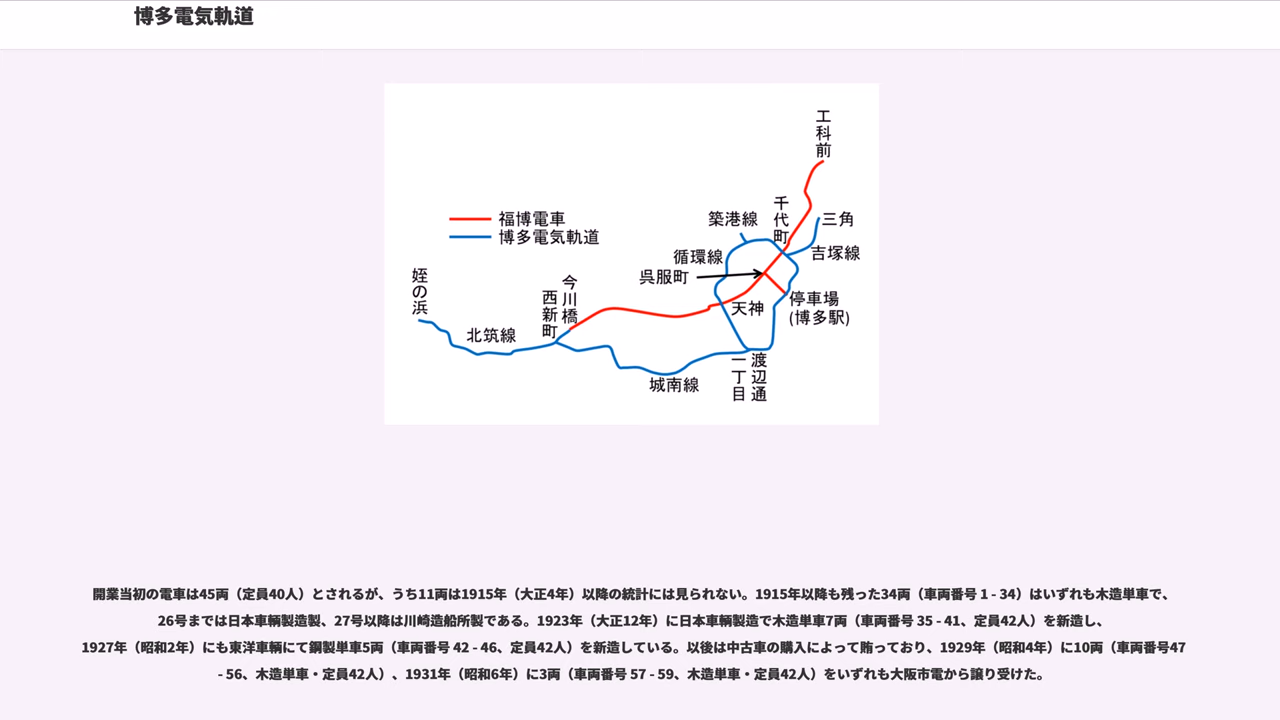 博多電気軌道
工科前
千代町
築港線
三角
福博電車
博多電気軌道
吉塚線
循環線
呉服町
姪の浜
今川橋
西新町
停車場
(博多駅)
天神
北筑線
渡辺通
一丁目
城南線
開業当初の電車は45両（定員40人）とされるが、うち11両は1915年（大正4年）以降の統計には見られない。1915年以降も残った34両（車両番号 1 - 34）はいずれも木造単車で、
26号までは日本車輌製造製、27号以降は川崎造船所製である。1923年（大正12年）に日本車輌製造で木造単車7両（車両番号 35 - 41、定員42人）を新造し、
1927年（昭和2年）にも東洋車輌にて鋼製単車5両（車両番号 42 - 46、定員42人）を新造している。以後は中古車の購入によって賄っており、1929年（昭和4年）に10両（車両番号47
- 56、木造単車・定員42人）、1931年（昭和6年）に3両（車両番号 57 - 59、木造単車・定員42人）をいずれも大阪市電から譲り受けた。